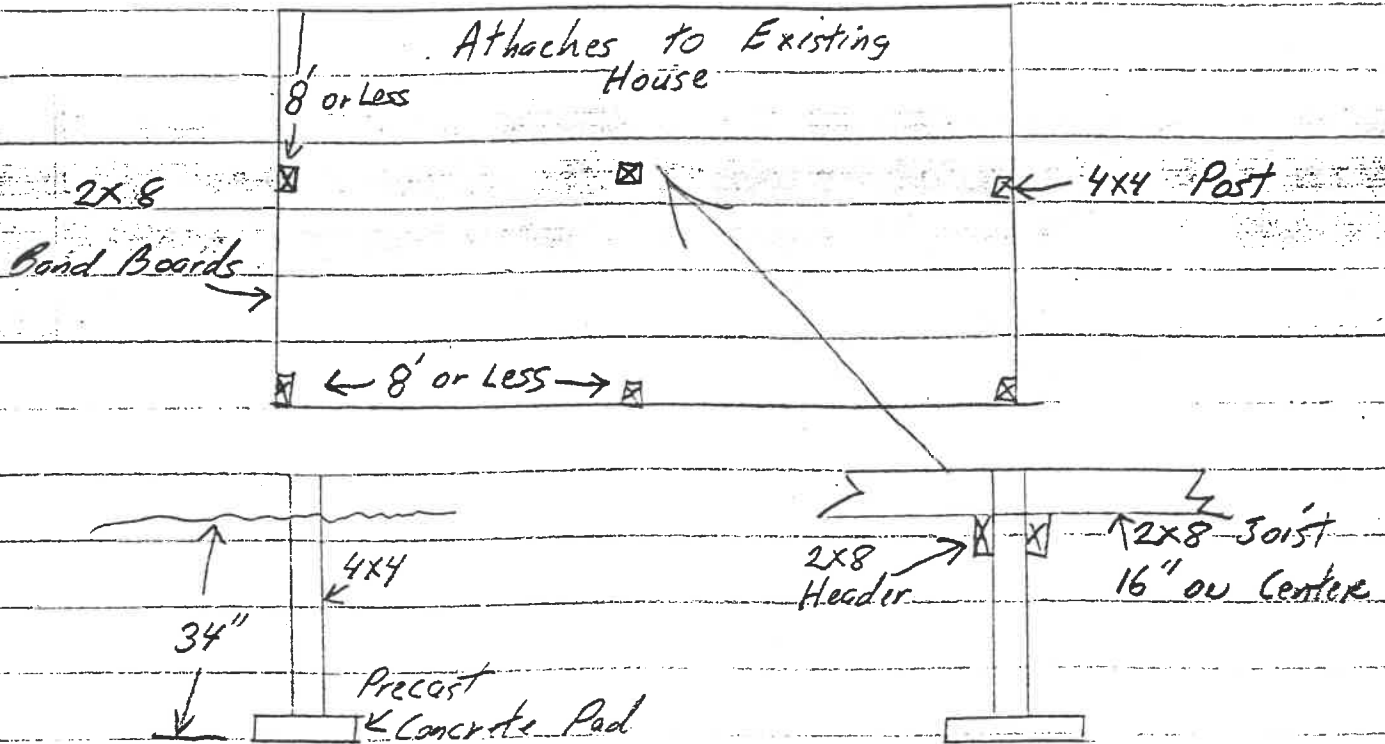 Athaches to Existing
House
8' or Less
2x8
4x4 Post
Band Boards
8' or Less
2x8
Header
2x8 Joist
16" on Center
4x4
34"
Precast
Concrete Pad